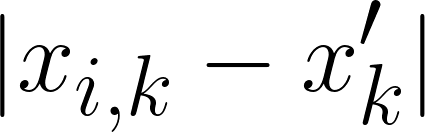 |x_{i,k} − x′_k|